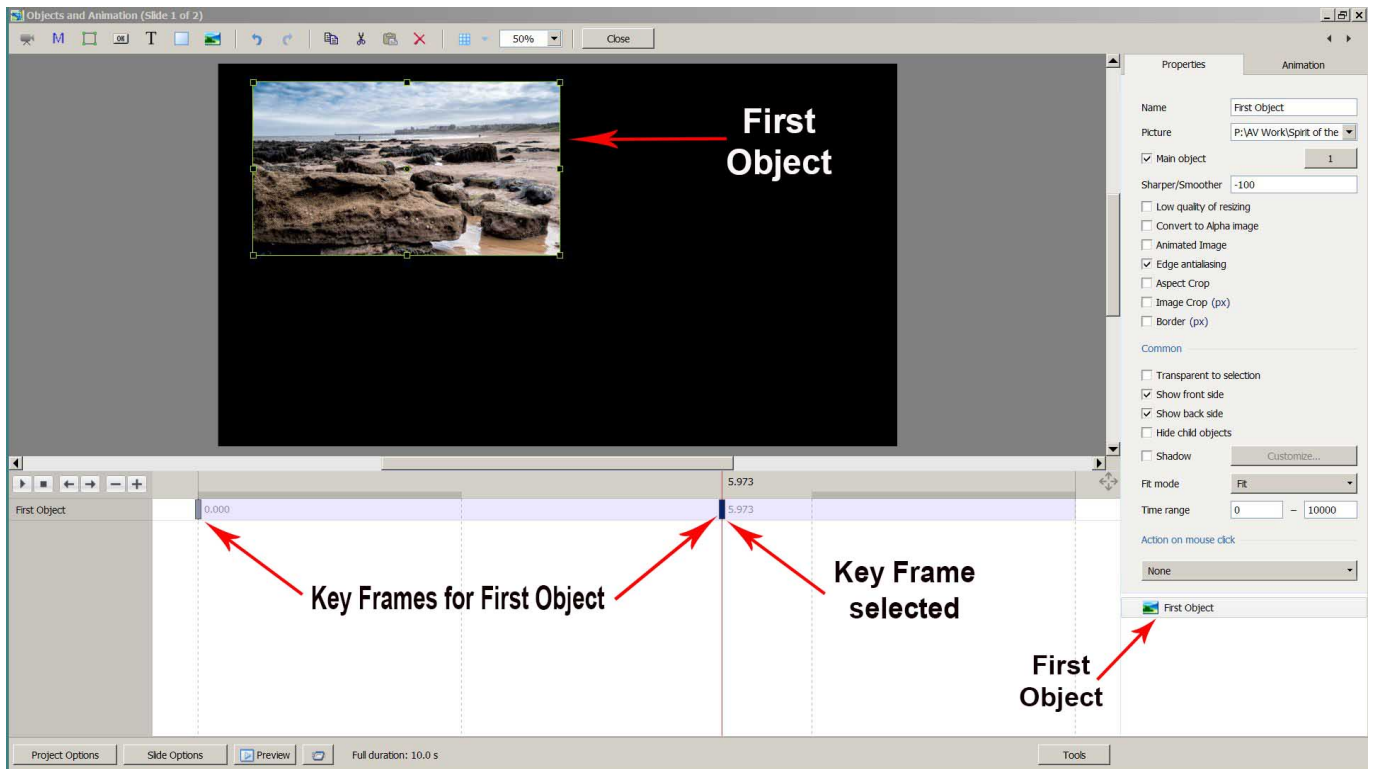 Objects and Animation (Slide 1 of 2)
M OK T 50% Close
Properties Animation
Name First Object
Picture P:\AV Work\Spirit of the
Main object 1
Sharper/Smoother -100
Low quality of resizing
Convert to Alpha image
Animated Image
Edge antialiasing
Aspect Crop
Image Crop (px)
Border (px)
Common
Transparent to selection
Show front side
Show back side
Hide child objects
Shadow Customize...
Fit mode Fit
Time range 0 – 10000
Action on mouse click
None
First Object
First
Object
First
Object
5.973
First Object 0.000 5.973
Key Frames for First Object
Key Frame
selected
Project Options Slide Options Preview Full duration: 10.0 s Tools